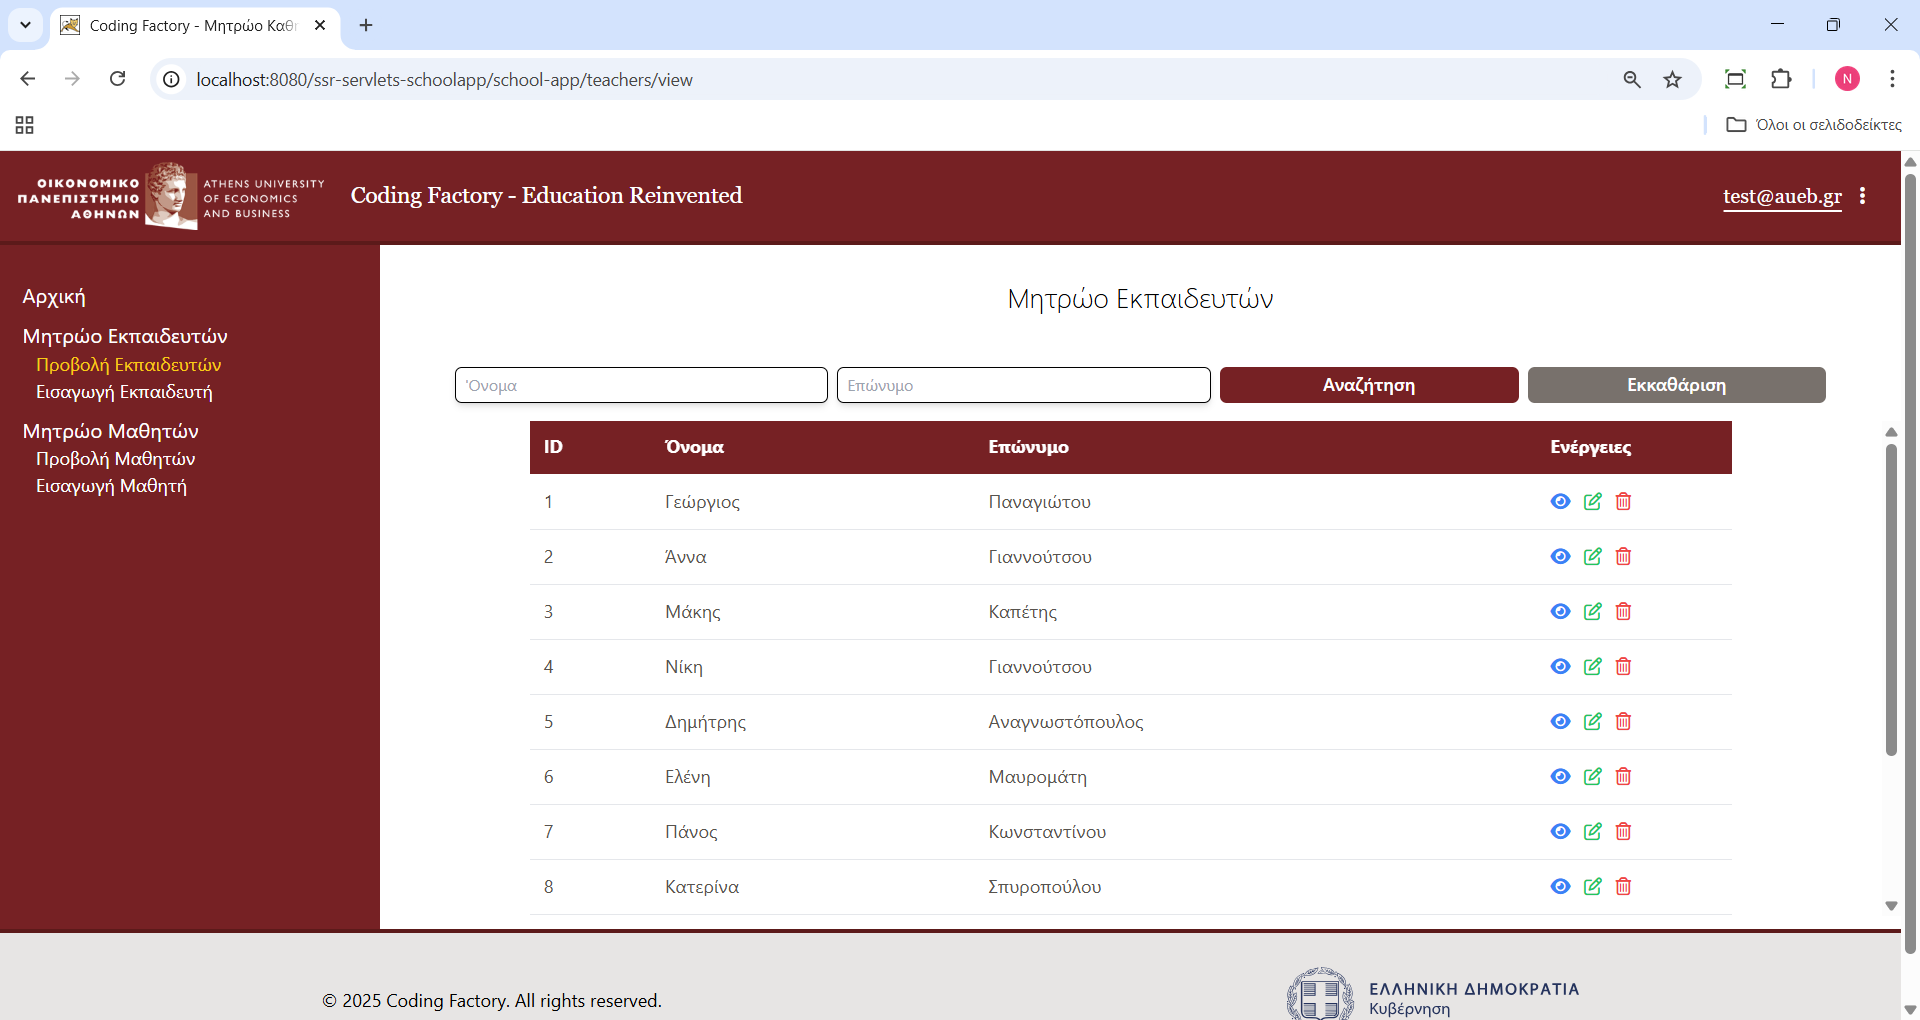 Coding Factory - Μητρώο Καθη
localhost:8080/ssr-servlets-schoolapp/school-app/teachers/view
N
Όλοι οι σελιδοδείκτες
ΟΙΚΟΝΟΜΙΚΟ
ΠΑΝΕΠΙΣΤΗΜΙΟ
ΑΘΗΝΩΝ
ATHENS UNIVERSITY
OF ECONOMICS
AND BUSINESS
Coding Factory - Education Reinvented
test@aueb.gr
Αρχική
Μητρώο Εκπαιδευτών
Προβολή Εκπαιδευτών
Εισαγωγή Εκπαιδευτή
Μητρώο Μαθητών
Προβολή Μαθητών
Εισαγωγή Μαθητή
Μητρώο Εκπαιδευτών
Όνομα Επώνυμο Αναζήτηση Εκκαθάριση
ID Όνομα Επώνυμο Ενέργειες
1 Γεώργιος Παναγιώτου
2 Άννα Γιαννούτσου
3 Μάκης Καπέτης
4 Νίκη Γιαννούτσου
5 Δημήτρης Αναγνωστόπουλος
6 Ελένη Μαυρομάτη
7 Πάνος Κωνσταντίνου
8 Κατερίνα Σπυροπούλου
© 2025 Coding Factory. All rights reserved.
ΕΛΛΗΝΙΚΗ ΔΗΜΟΚΡΑΤΙΑ
Κυβέρνηση